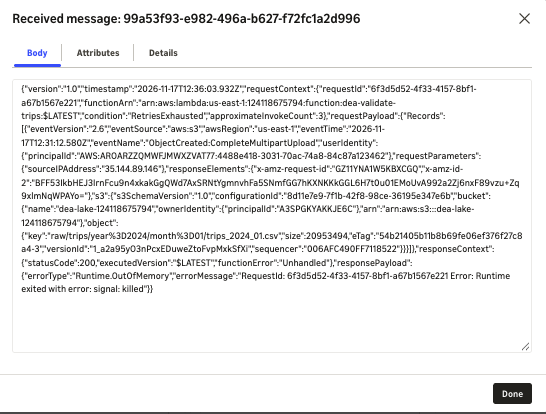 Received message: 99a53f93-e982-496a-b627-f72fc1a2d996
Body
Attributes
Details
{"version":"1.0","timestamp":"2026-11-17T12:36:03.932Z","requestContext":{"requestId":"6f3d5d52-4f33-4157-8bf1-
a67b1567e221","functionArn":"arn:aws:lambda:us-east-1:124118675794:function:dea-validate-
trips:$LATEST","condition":"RetriesExhausted","approximateInvokeCount":3},"requestPayload":{"Records":
[{"eventVersion":"2.6","eventSource":"aws:s3","awsRegion":"us-east-1","eventTime":"2026-11-
17T12:31:12.580Z","eventName":"ObjectCreated:CompleteMultipartUpload","userIdentity":
{"principalId":"AWS:AROARZZQMWFJMWXZVAT77:4488e418-3031-70ac-74a8-84c87a123462"},"requestParameters":
{"sourceIPAddress":"35.144.89.146"},"responseElements":{"x-amz-request-id":"GZ11YNA1W5KBXCGQ","x-amz-id-
2":"BFF53IkbHEJ3IrnFcu9n4xkakGgQWd7AxSRNtYgmnvhFa5SNmfGG7hKXNKKkGGL6H7t0u01EMoUvA992a2Zj6nxF89vzu+Zq
9xImNqWPAYo="},"s3":{"s3SchemaVersion":"1.0","configurationId":"8d11e7e9-7f1b-42f8-98ce-36195e347e6b","bucket":
{"name":"dea-lake-124118675794","ownerIdentity":{"principalId":"A3SPGKYAKKJE6C"},"arn":"arn:aws:s3:::dea-lake-
124118675794"},"object":
{"key":"raw/trips/year%3D2024/month%3D01/trips_2024_01.csv","size":20953494,"eTag":"54b21405b11b8b69fe06ef376f27c8
a4-3","versionId":"1_a2a95yO3nPcxEDuweZtoFvpMxkSfXi","sequencer":"006AFC490FF7118522"}}}]},"responseContext":
{"statusCode":200,"executedVersion":"$LATEST","functionError":"Unhandled"},"responsePayload":
{"errorType":"Runtime.OutOfMemory","errorMessage":"RequestId: 6f3d5d52-4f33-4157-8bf1-a67b1567e221 Error: Runtime
exited with error: signal: killed"}}
Done